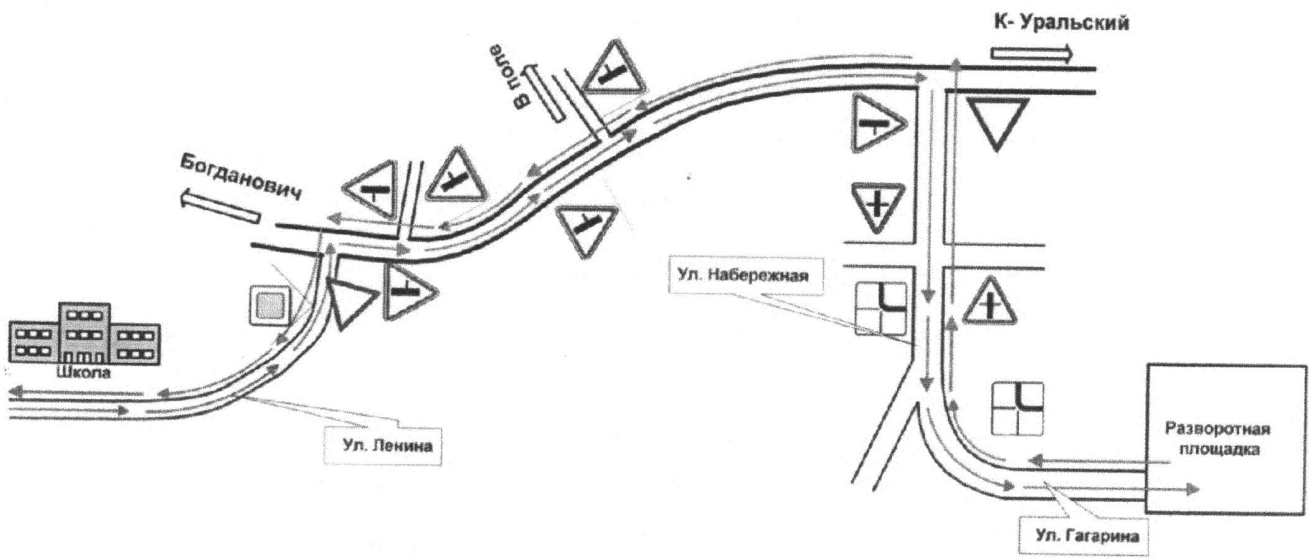 К- Уральский
В поле
Богданович
Ул. Набережная
Школа
Ул. Ленина
Разворотная
площадка
Ул. Гагарина